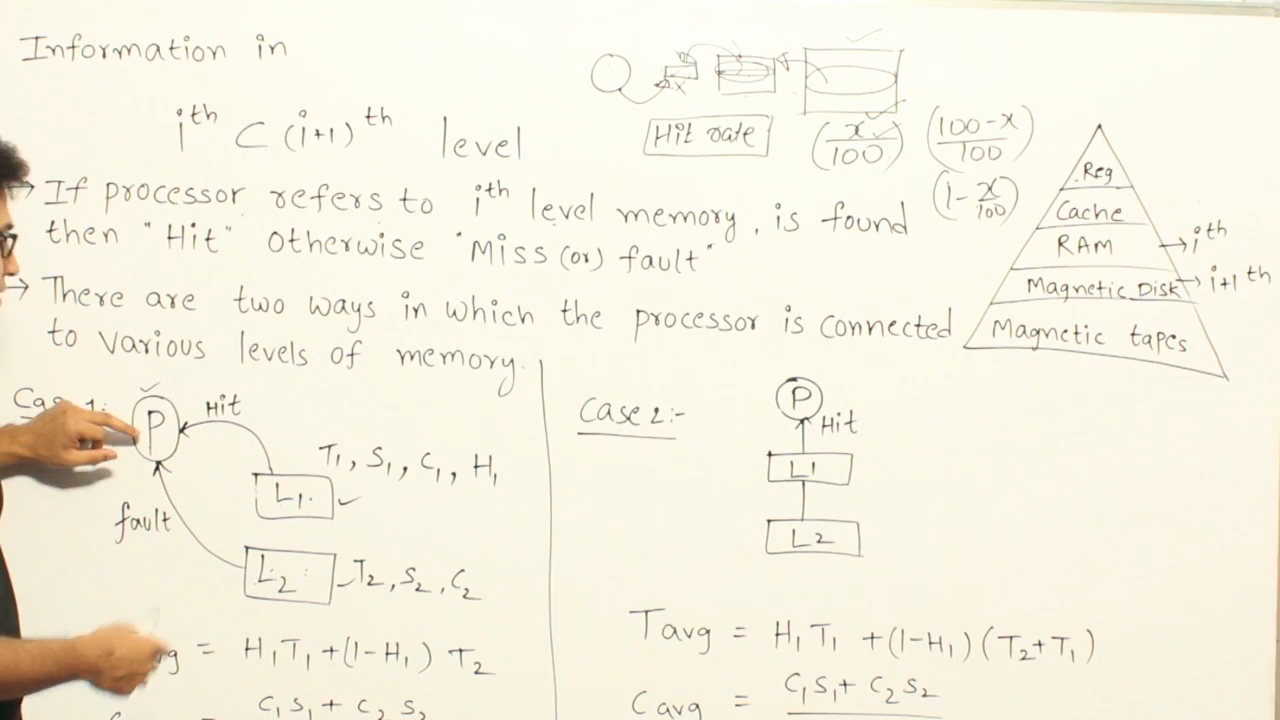 Information in
i^th ⊂ (i+1)^th level
Hit rate
(x/100) (100-x/100)
(1-x/100)
→ If processor refers to i^th level memory, is found
then "Hit" otherwise "Miss (or) fault"
→ There are two ways in which the processor is connected
to various levels of memory.
Reg
Cache
RAM → i^th
Magnetic Disk → i+1^th
Magnetic tapes
1:
P
Hit
T1, S1, C1, H1
L1
fault
L2
T2, S2, C2
= H1T1+(1-H1) T2
= C1S1+C2S2
Case 2:-
P
Hit
L1
L2
Tavg = H1T1 +(1-H1)(T2+T1)
Cavg = C1S1+C2S2